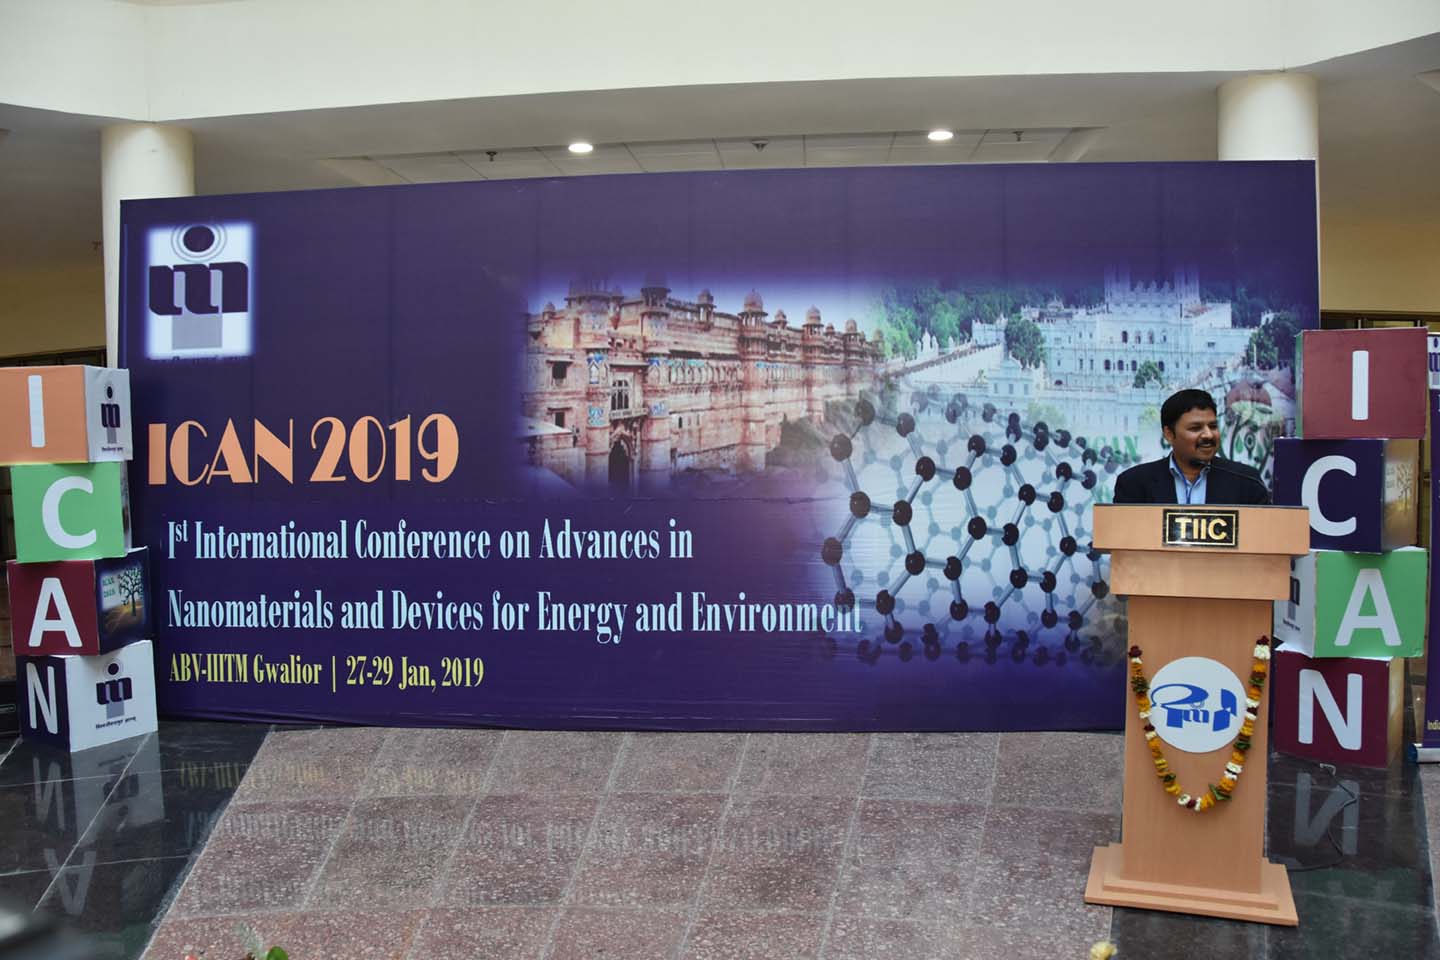 ICAN 2019
Ist International Conference on Advances in
Nanomaterials and Devices for Energy and Environment
ABV-IIITM Gwalior | 27-29 Jan, 2019
I
C
A
N
TIIC
I
C
A
N